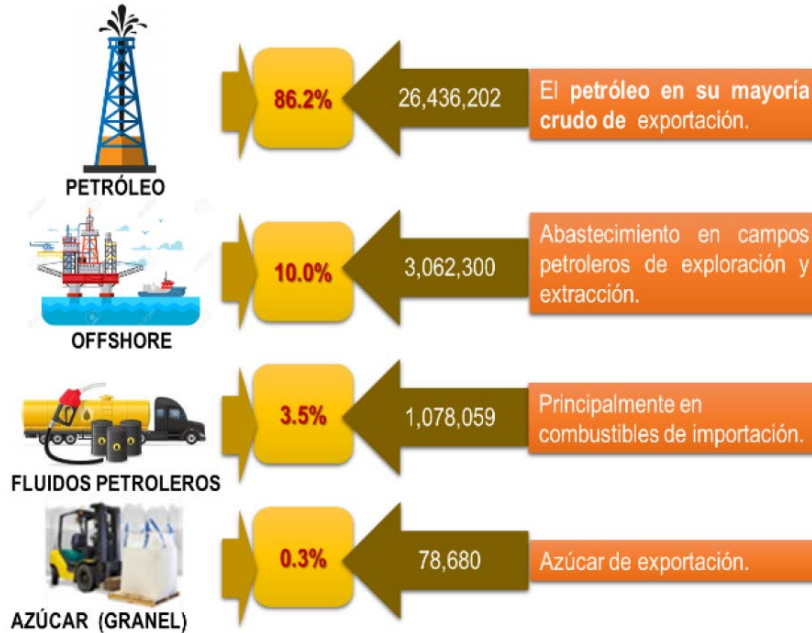 PETRÓLEO
86.2%
26,436,202
El petróleo en su mayoría
crudo de exportación.
OFFSHORE
10.0%
3,062,300
Abastecimiento en campos
petroleros de exploración y
extracción.
FLUIDOS PETROLEROS
3.5%
1,078,059
Principalmente en
combustibles de importación.
AZÚCAR (GRANEL)
0.3%
78,680
Azúcar de exportación.